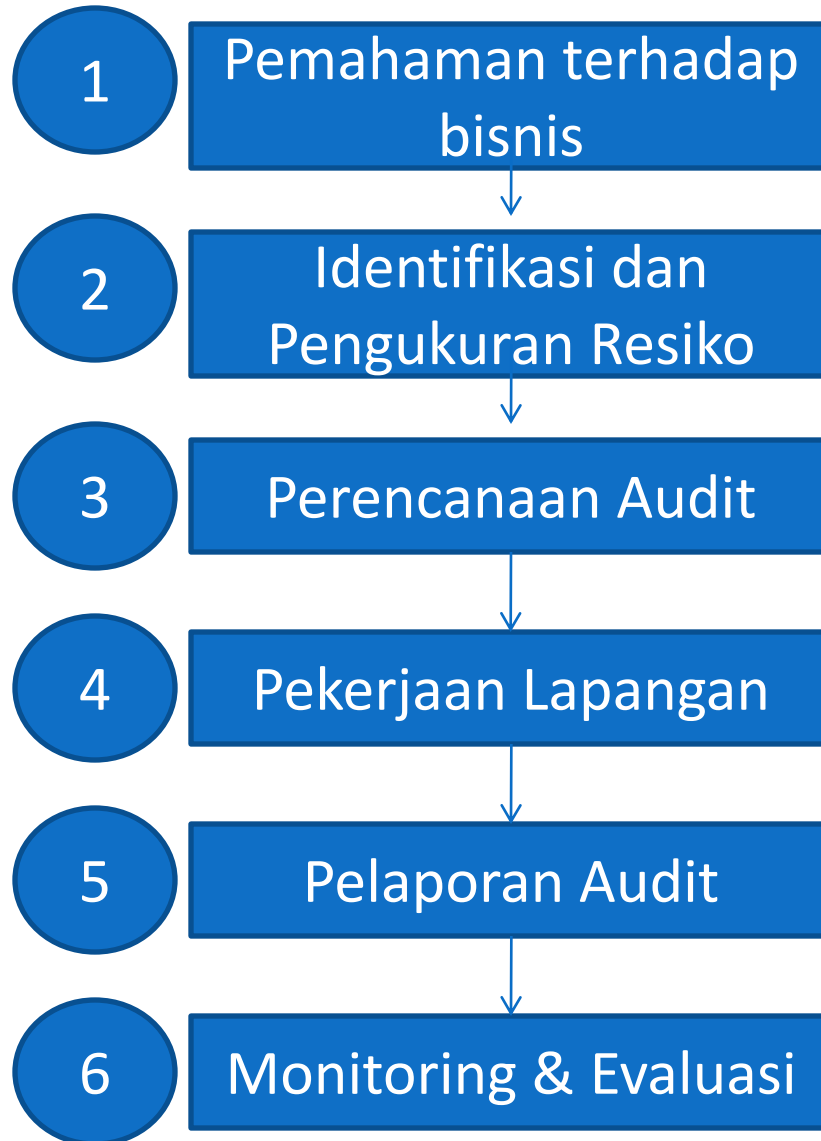 1
Pemahaman terhadap
bisnis
2
Identifikasi dan
Pengukuran Resiko
3
Perencanaan Audit
4
Pekerjaan Lapangan
5
Pelaporan Audit
6
Monitoring & Evaluasi